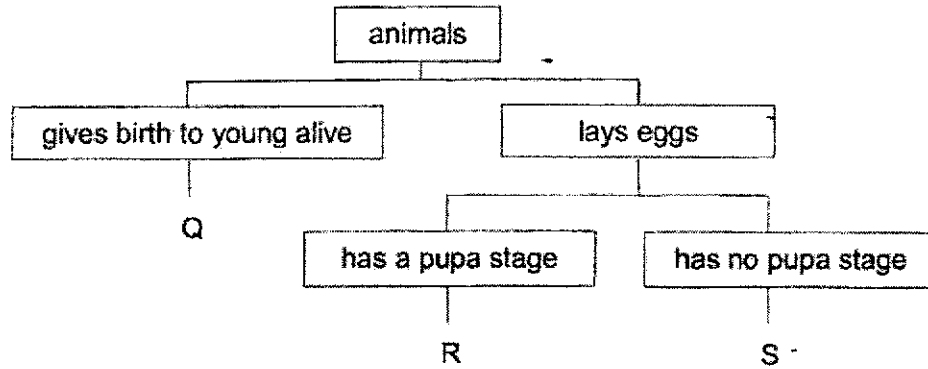 animals
gives birth to young alive
lays eggs
Q
has a pupa stage
has no pupa stage
R
S